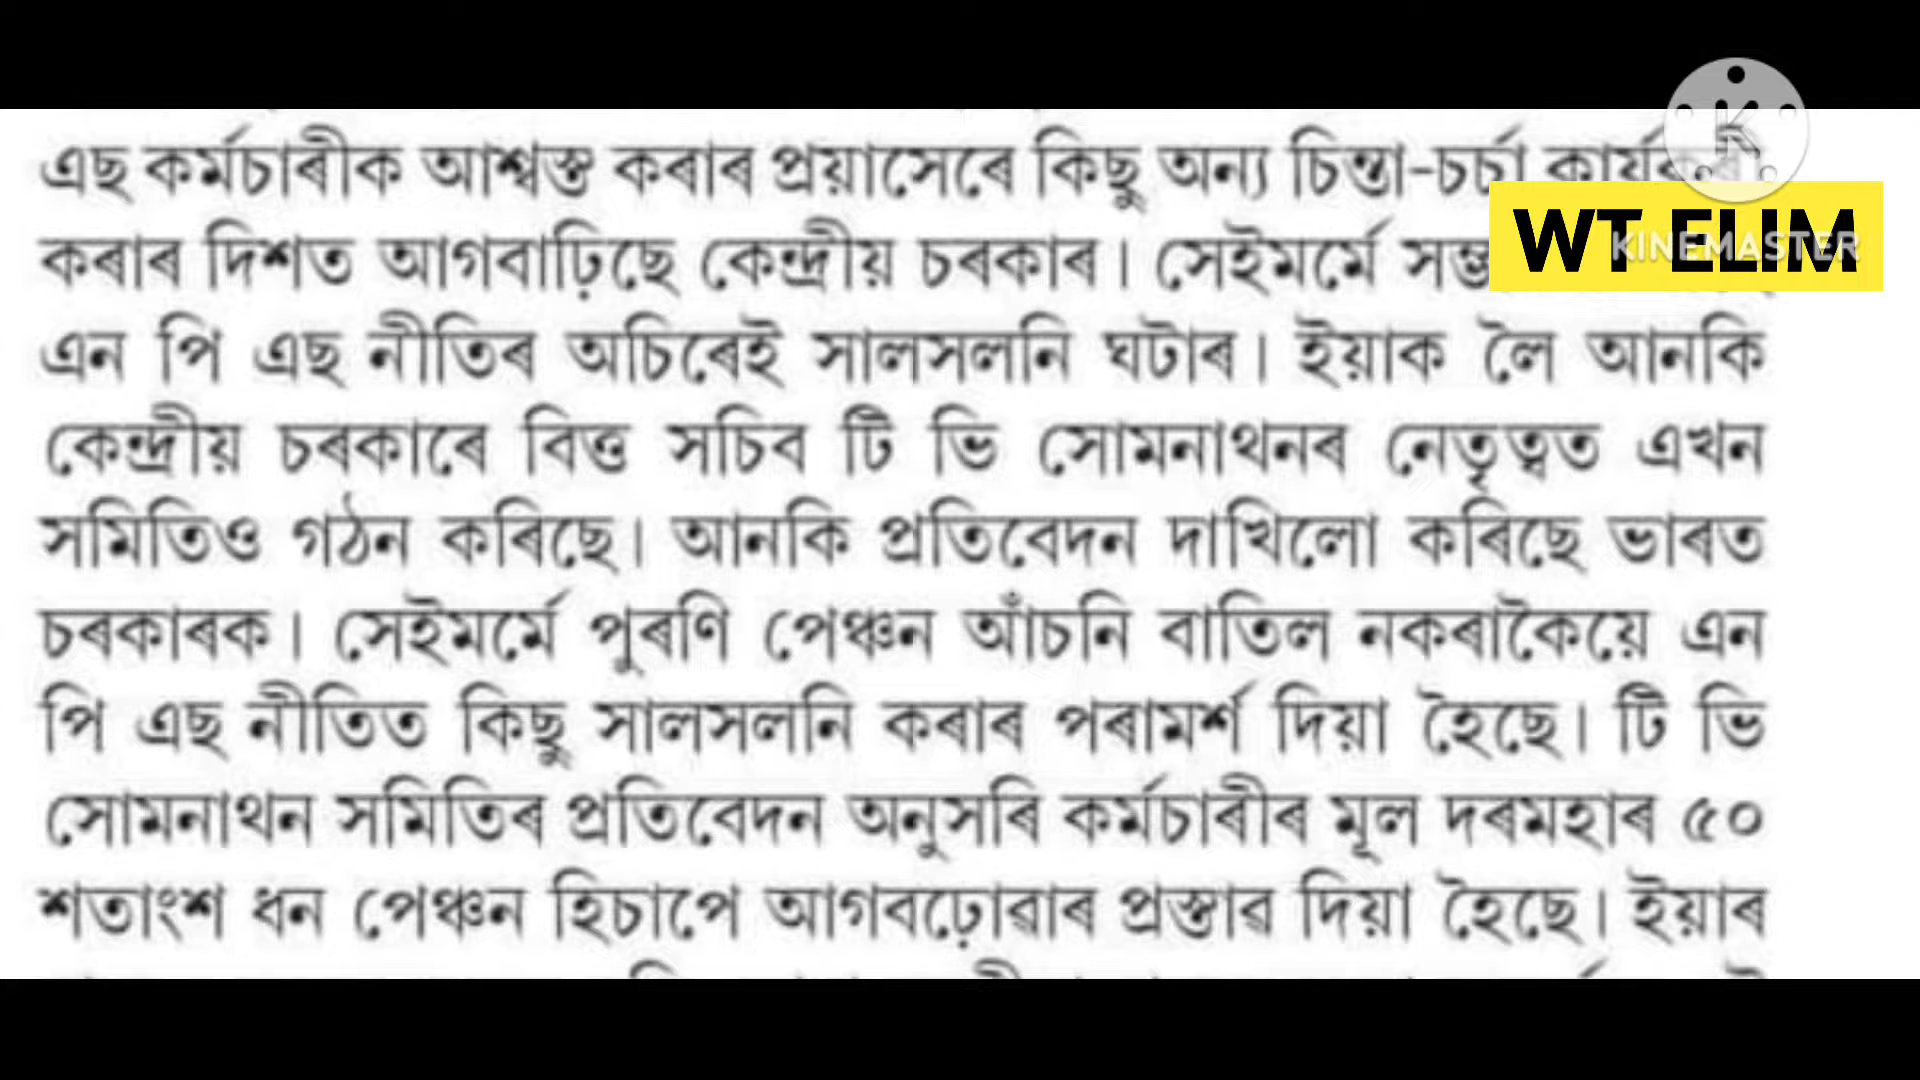 এছ কৰ্মচাৰীক আশ্বস্ত কৰাৰ প্ৰয়াসেৰে কিছু অন্য চিন্তা-চৰ্চা কাৰ্যকৰী
কৰাৰ দিশত আগবাঢ়িছে কেন্দ্ৰীয় চৰকাৰ। সেইমৰ্মে
WT ELIM
KINEMASTER
এন পি এছ নীতিৰ অচিৰেই সালসলনি ঘটাৰ। ইয়াক লৈ আনকি
কেন্দ্ৰীয় চৰকাৰে বিত্ত সচিব টি ভি সোমনাথনৰ নেতৃত্বত এখন
সমিতিও গঠন কৰিছে। আনকি প্ৰতিবেদন দাখিলো কৰিছে ভাৰত
চৰকাৰক। সেইমৰ্মে পুৰণি পেঞ্চন আঁচনি বাতিল নকৰাকৈয়ে এন
পি এছ নীতিত কিছু সালসলনি কৰাৰ পৰামৰ্শ দিয়া হৈছে। টি ভি
সোমনাথন সমিতিৰ প্ৰতিবেদন অনুসৰি কৰ্মচাৰীৰ মূল দৰমহাৰ ৫০
শতাংশ ধন পেঞ্চন হিচাপে আগবঢ়োৱাৰ প্ৰস্তাৱ দিয়া হৈছে। ইয়াৰ